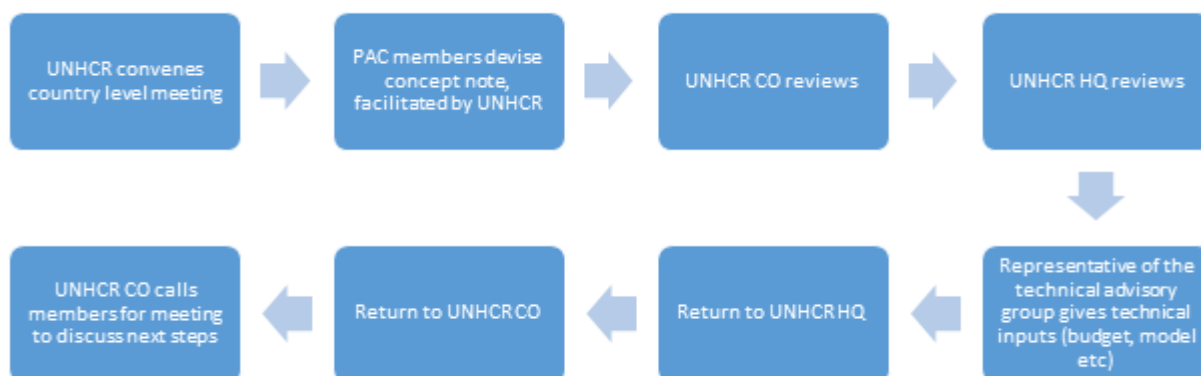 UNHCR convenes
country level meeting
PAC members devise
concept note,
facilitated by UNHCR
UNHCR CO reviews
UNHCR HQ reviews
Representative of the
technical advisory
group gives technical
inputs (budget, model
etc)
Return to UNHCR HQ
Return to UNHCR CO
UNHCR CO calls
members for meeting
to discuss next steps